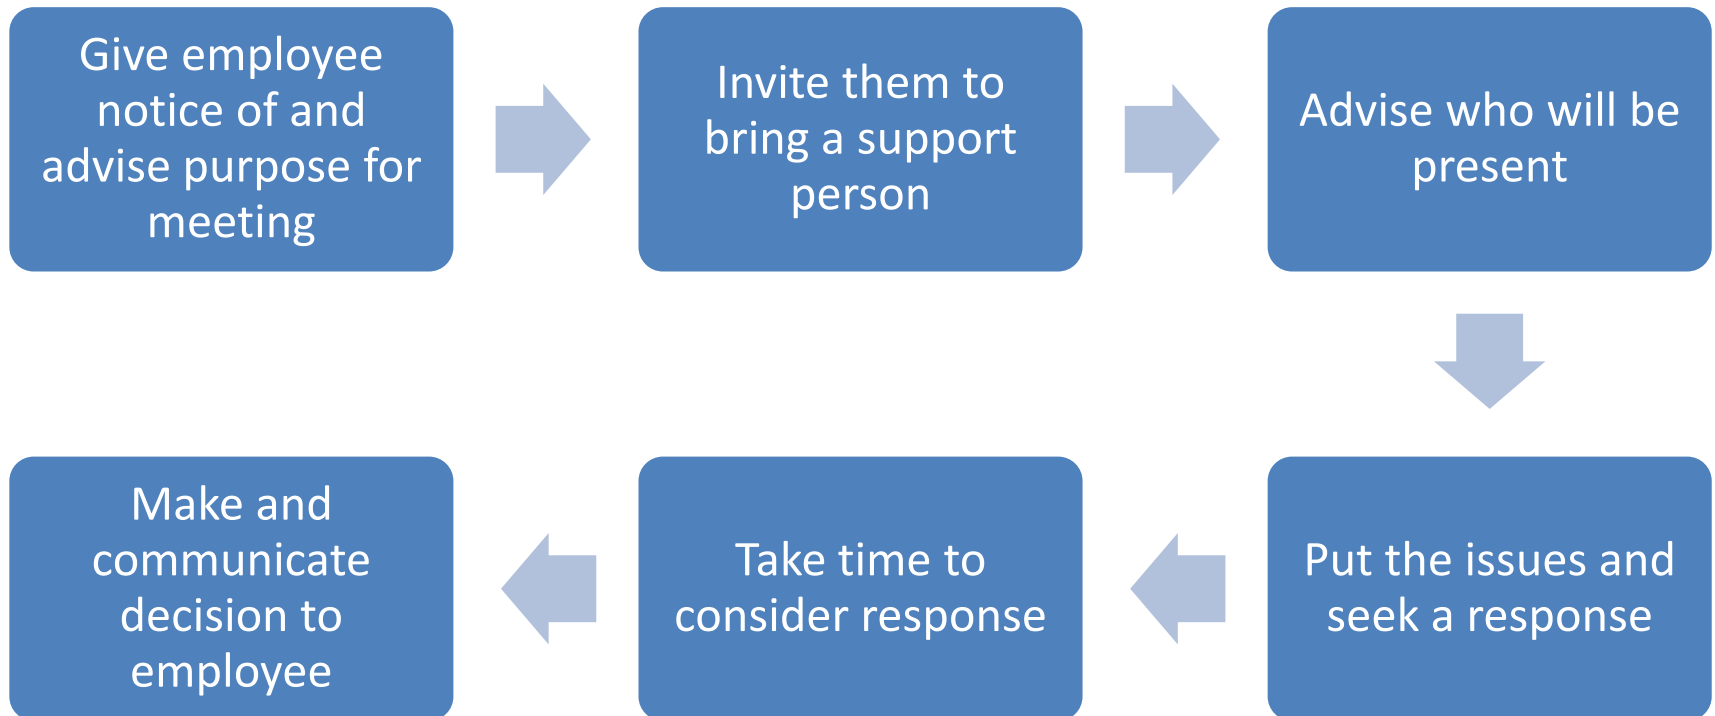 Give employee
notice of and
advise purpose for
meeting
Invite them to
bring a support
person
Advise who will be
present
Put the issues and
seek a response
Take time to
consider response
Make and
communicate
decision to
employee